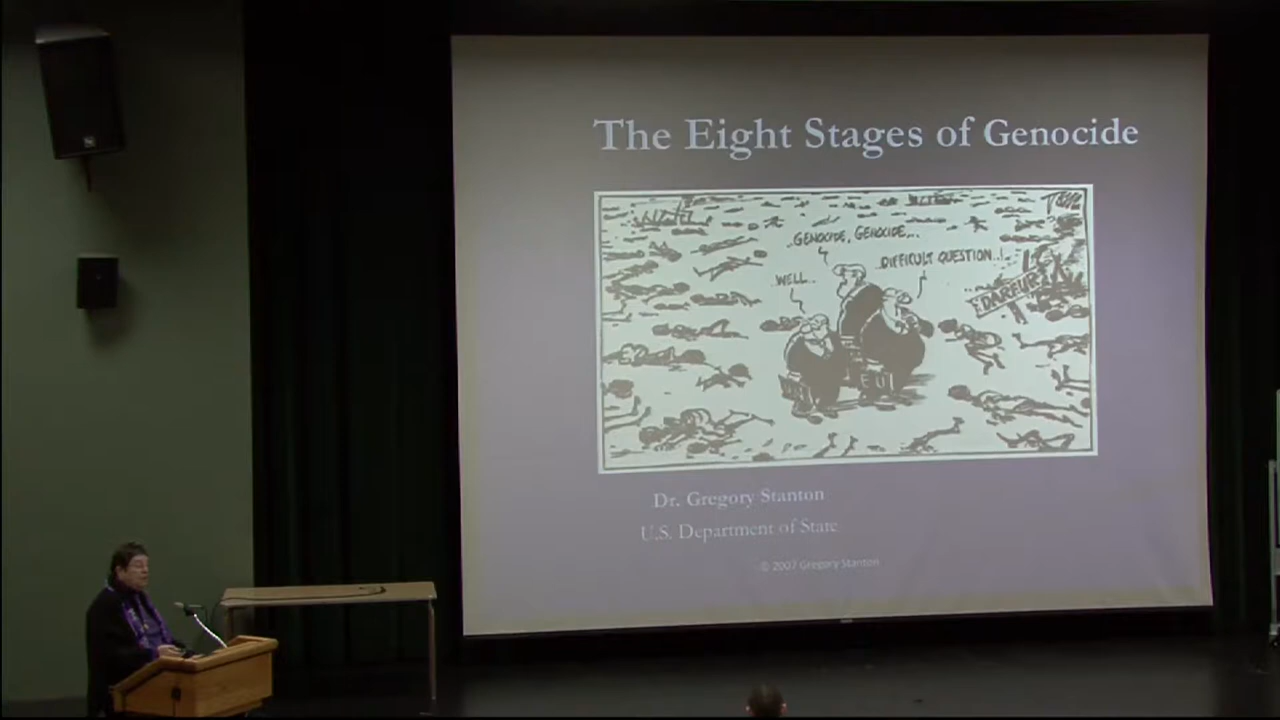 The Eight Stages of Genocide
..GENOCIDE, GENOCIDE...
DIFFICULT QUESTION..!
..WELL..
DARFUR
EU
Dr. Gregory Stanton
U.S. Department of State
© 2007 Gregory Stanton